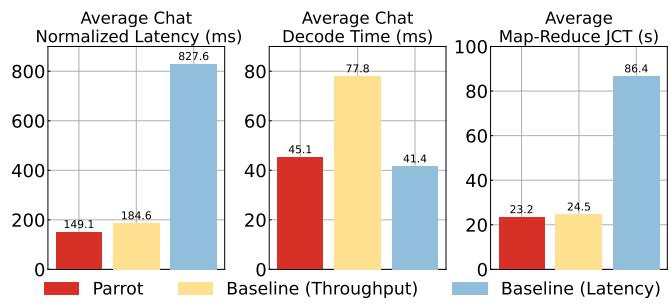 Average Chat
Normalized Latency (ms)
800
600
400
200
0
149.1
184.6
827.6
Average Chat
Decode Time (ms)
80
60
40
20
0
45.1
77.8
41.4
Average
Map-Reduce JCT (s)
100
80
60
40
20
0
23.2
24.5
86.4
Parrot
Baseline (Throughput)
Baseline (Latency)